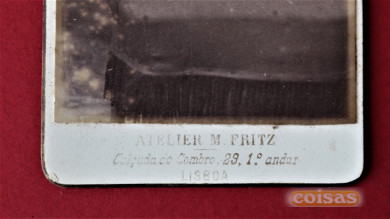 ATELIER M. FRITZ
Calçada do Combro, 29, 1.º andar
LISBOA
coisas